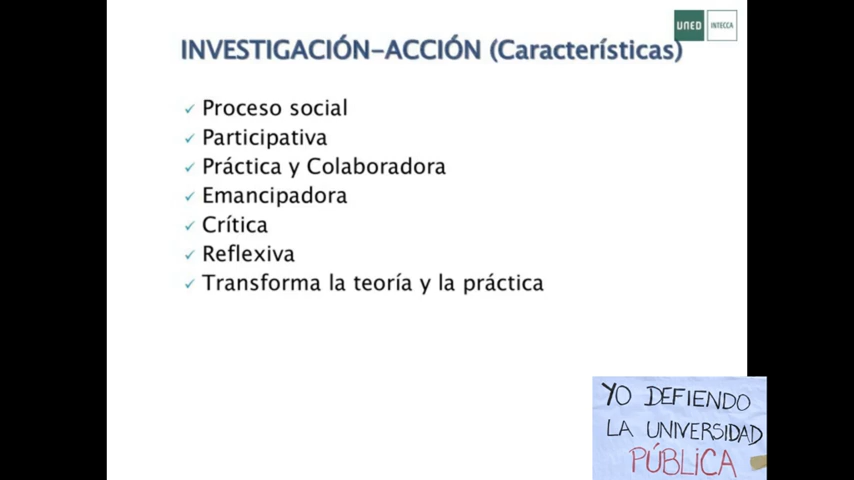 UNED
INTECCA
INVESTIGACIÓN-ACCIÓN (Características)
Proceso social
Participativa
Práctica y Colaboradora
Emancipadora
Crítica
Reflexiva
Transforma la teoría y la práctica
YO DEFIENDO
LA UNIVERSIDAD
PÚBLICA